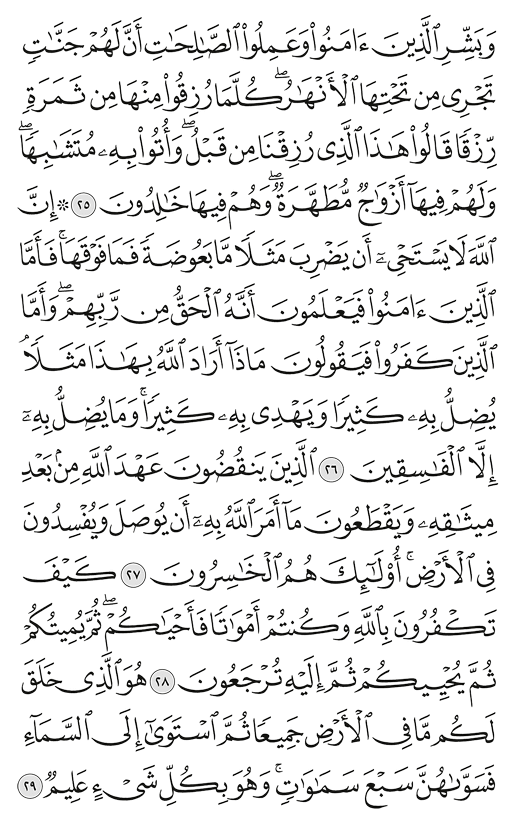 وَبَشِّرِ ٱلَّذِينَ ءَامَنُواْ وَعَمِلُواْ ٱلصَّٰلِحَٰتِ أَنَّ لَهُمۡ جَنَّٰتٖ
تَجۡرِي مِن تَحۡتِهَا ٱلۡأَنۡهَٰرُۖ كُلَّمَا رُزِقُواْ مِنۡهَا مِن ثَمَرَةٖ
رِّزۡقٗا قَالُواْ هَٰذَا ٱلَّذِي رُزِقۡنَا مِن قَبۡلُۖ وَأُتُواْ بِهِۦ مُتَشَٰبِهٗاۖ
وَلَهُمۡ فِيهَآ أَزۡوَٰجٞ مُّطَهَّرَةٞۖ وَهُمۡ فِيهَا خَٰلِدُونَ ٢٥ ۞ إِنَّ
ٱللَّهَ لَا يَسۡتَحۡيِۦٓ أَن يَضۡرِبَ مَثَلٗا مَّا بَعُوضَةٗ فَمَا فَوۡقَهَاۚ فَأَمَّا
ٱلَّذِينَ ءَامَنُواْ فَيَعۡلَمُونَ أَنَّهُ ٱلۡحَقُّ مِن رَّبِّهِمۡۖ وَأَمَّا
ٱلَّذِينَ كَفَرُواْ فَيَقُولُونَ مَاذَآ أَرَادَ ٱللَّهُ بِهَٰذَا مَثَلٗاۘ
يُضِلُّ بِهِۦ كَثِيرٗا وَيَهۡدِي بِهِۦ كَثِيرٗاۚ وَمَا يُضِلُّ بِهِۦٓ
إِلَّا ٱلۡفَٰسِقِينَ ٢٦ ٱلَّذِينَ يَنقُضُونَ عَهۡدَ ٱللَّهِ مِنۢ بَعۡدِ
مِيثَٰقِهِۦ وَيَقۡطَعُونَ مَآ أَمَرَ ٱللَّهُ بِهِۦٓ أَن يُوصَلَ وَيُفۡسِدُونَ
فِي ٱلۡأَرۡضِۚ أُوْلَٰٓئِكَ هُمُ ٱلۡخَٰسِرُونَ ٢٧ كَيۡفَ
تَكۡفُرُونَ بِٱللَّهِ وَكُنتُمۡ أَمۡوَٰتٗا فَأَحۡيَٰكُمۡۖ ثُمَّ يُمِيتُكُمۡ
ثُمَّ يُحۡيِيكُمۡ ثُمَّ إِلَيۡهِ تُرۡجَعُونَ ٢٨ هُوَ ٱلَّذِي خَلَقَ
لَكُم مَّا فِي ٱلۡأَرۡضِ جَمِيعٗا ثُمَّ ٱسۡتَوَىٰٓ إِلَى ٱلسَّمَآءِ
فَسَوَّىٰهُنَّ سَبۡعَ سَمَٰوَٰتٖۚ وَهُوَ بِكُلِّ شَيۡءٍ عَلِيمٞ ٢٩